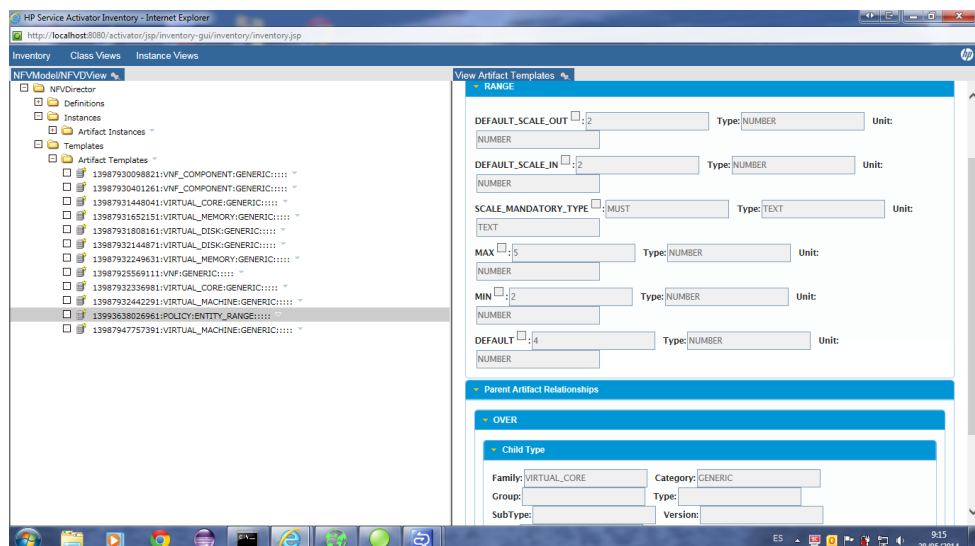 HP Service Activator Inventory - Internet Explorer
http://localhost:8080/activator/jsp/inventory-gui/inventory/inventory.jsp
Inventory Class Views Instance Views
hp
NFVModel/NFVDView
NFVDirector
Definitions
Instances
Artifact Instances
Templates
Artifact Templates
13987930098821:VNF_COMPONENT:GENERIC:::::
13987930401261:VNF_COMPONENT:GENERIC:::::
13987931448041:VIRTUAL_CORE:GENERIC:::::
13987931652151:VIRTUAL_MEMORY:GENERIC:::::
13987931808161:VIRTUAL_DISK:GENERIC:::::
13987932144871:VIRTUAL_DISK:GENERIC:::::
13987932249631:VIRTUAL_MEMORY:GENERIC:::::
13987925569111:VNF:GENERIC:::::
13987932336981:VIRTUAL_CORE:GENERIC:::::
13987932442291:VIRTUAL_MACHINE:GENERIC:::::
13993638026961:POLICY:ENTITY_RANGE:::::
13987947757391:VIRTUAL_MACHINE:GENERIC:::::
View Artifact Templates
RANGE
DEFAULT_SCALE_OUT :2 Type: NUMBER Unit:
NUMBER
DEFAULT_SCALE_IN :2 Type: NUMBER Unit:
NUMBER
SCALE_MANDATORY_TYPE :MUST Type: TEXT Unit:
TEXT
MAX :5 Type: NUMBER Unit:
NUMBER
MIN :2 Type: NUMBER Unit:
NUMBER
DEFAULT :4 Type: NUMBER Unit:
NUMBER
Parent Artifact Relationships
OVER
Child Type
Family: VIRTUAL_CORE Category: GENERIC
Group: Type:
SubType: Version:
ES 9:15
28/05/2014